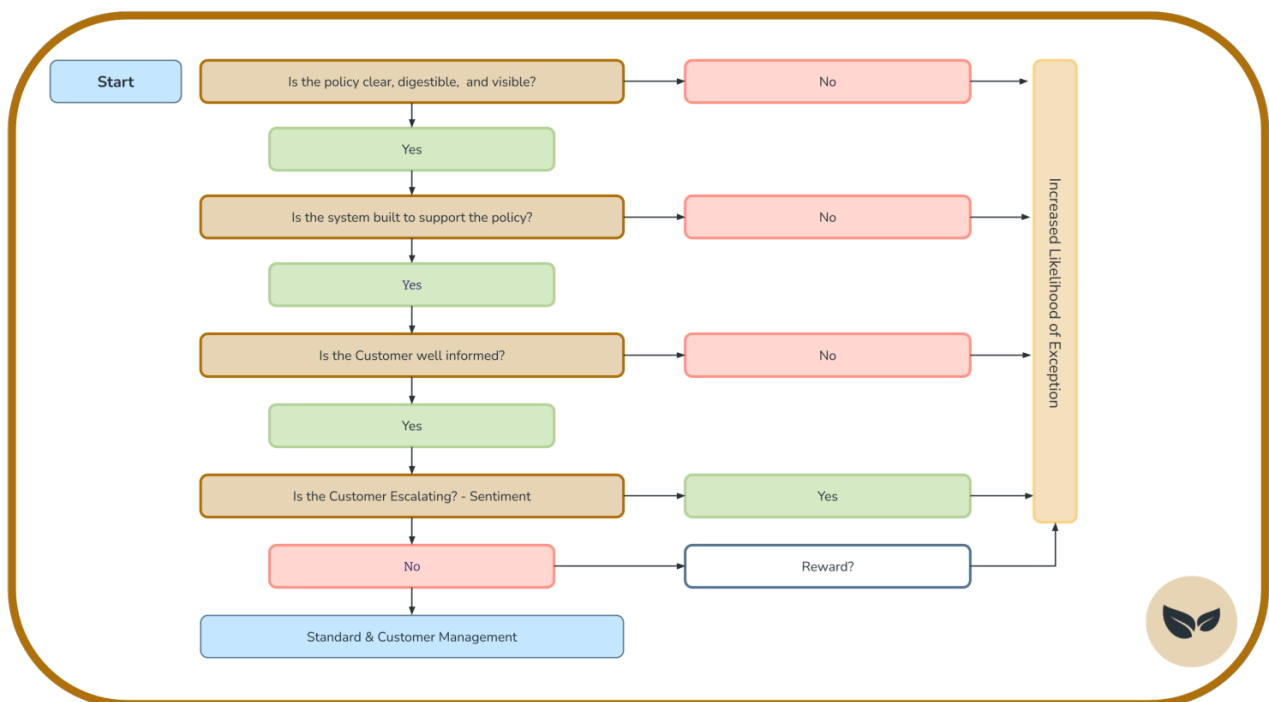 Start
Is the policy clear, digestible,  and visible?
No
Yes
Is the system built to support the policy?
No
Yes
Is the Customer well informed?
No
Yes
Is the Customer Escalating? - Sentiment
Yes
No
Reward?
Standard & Customer Management
Increased Likelihood of Exception